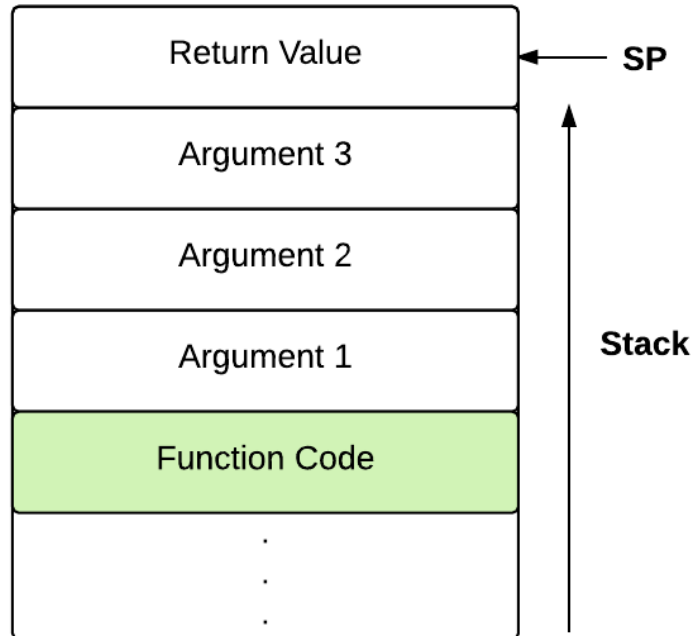 Return Value
SP
Argument 3
Argument 2
Argument 1
Stack
Function Code
.
.
.